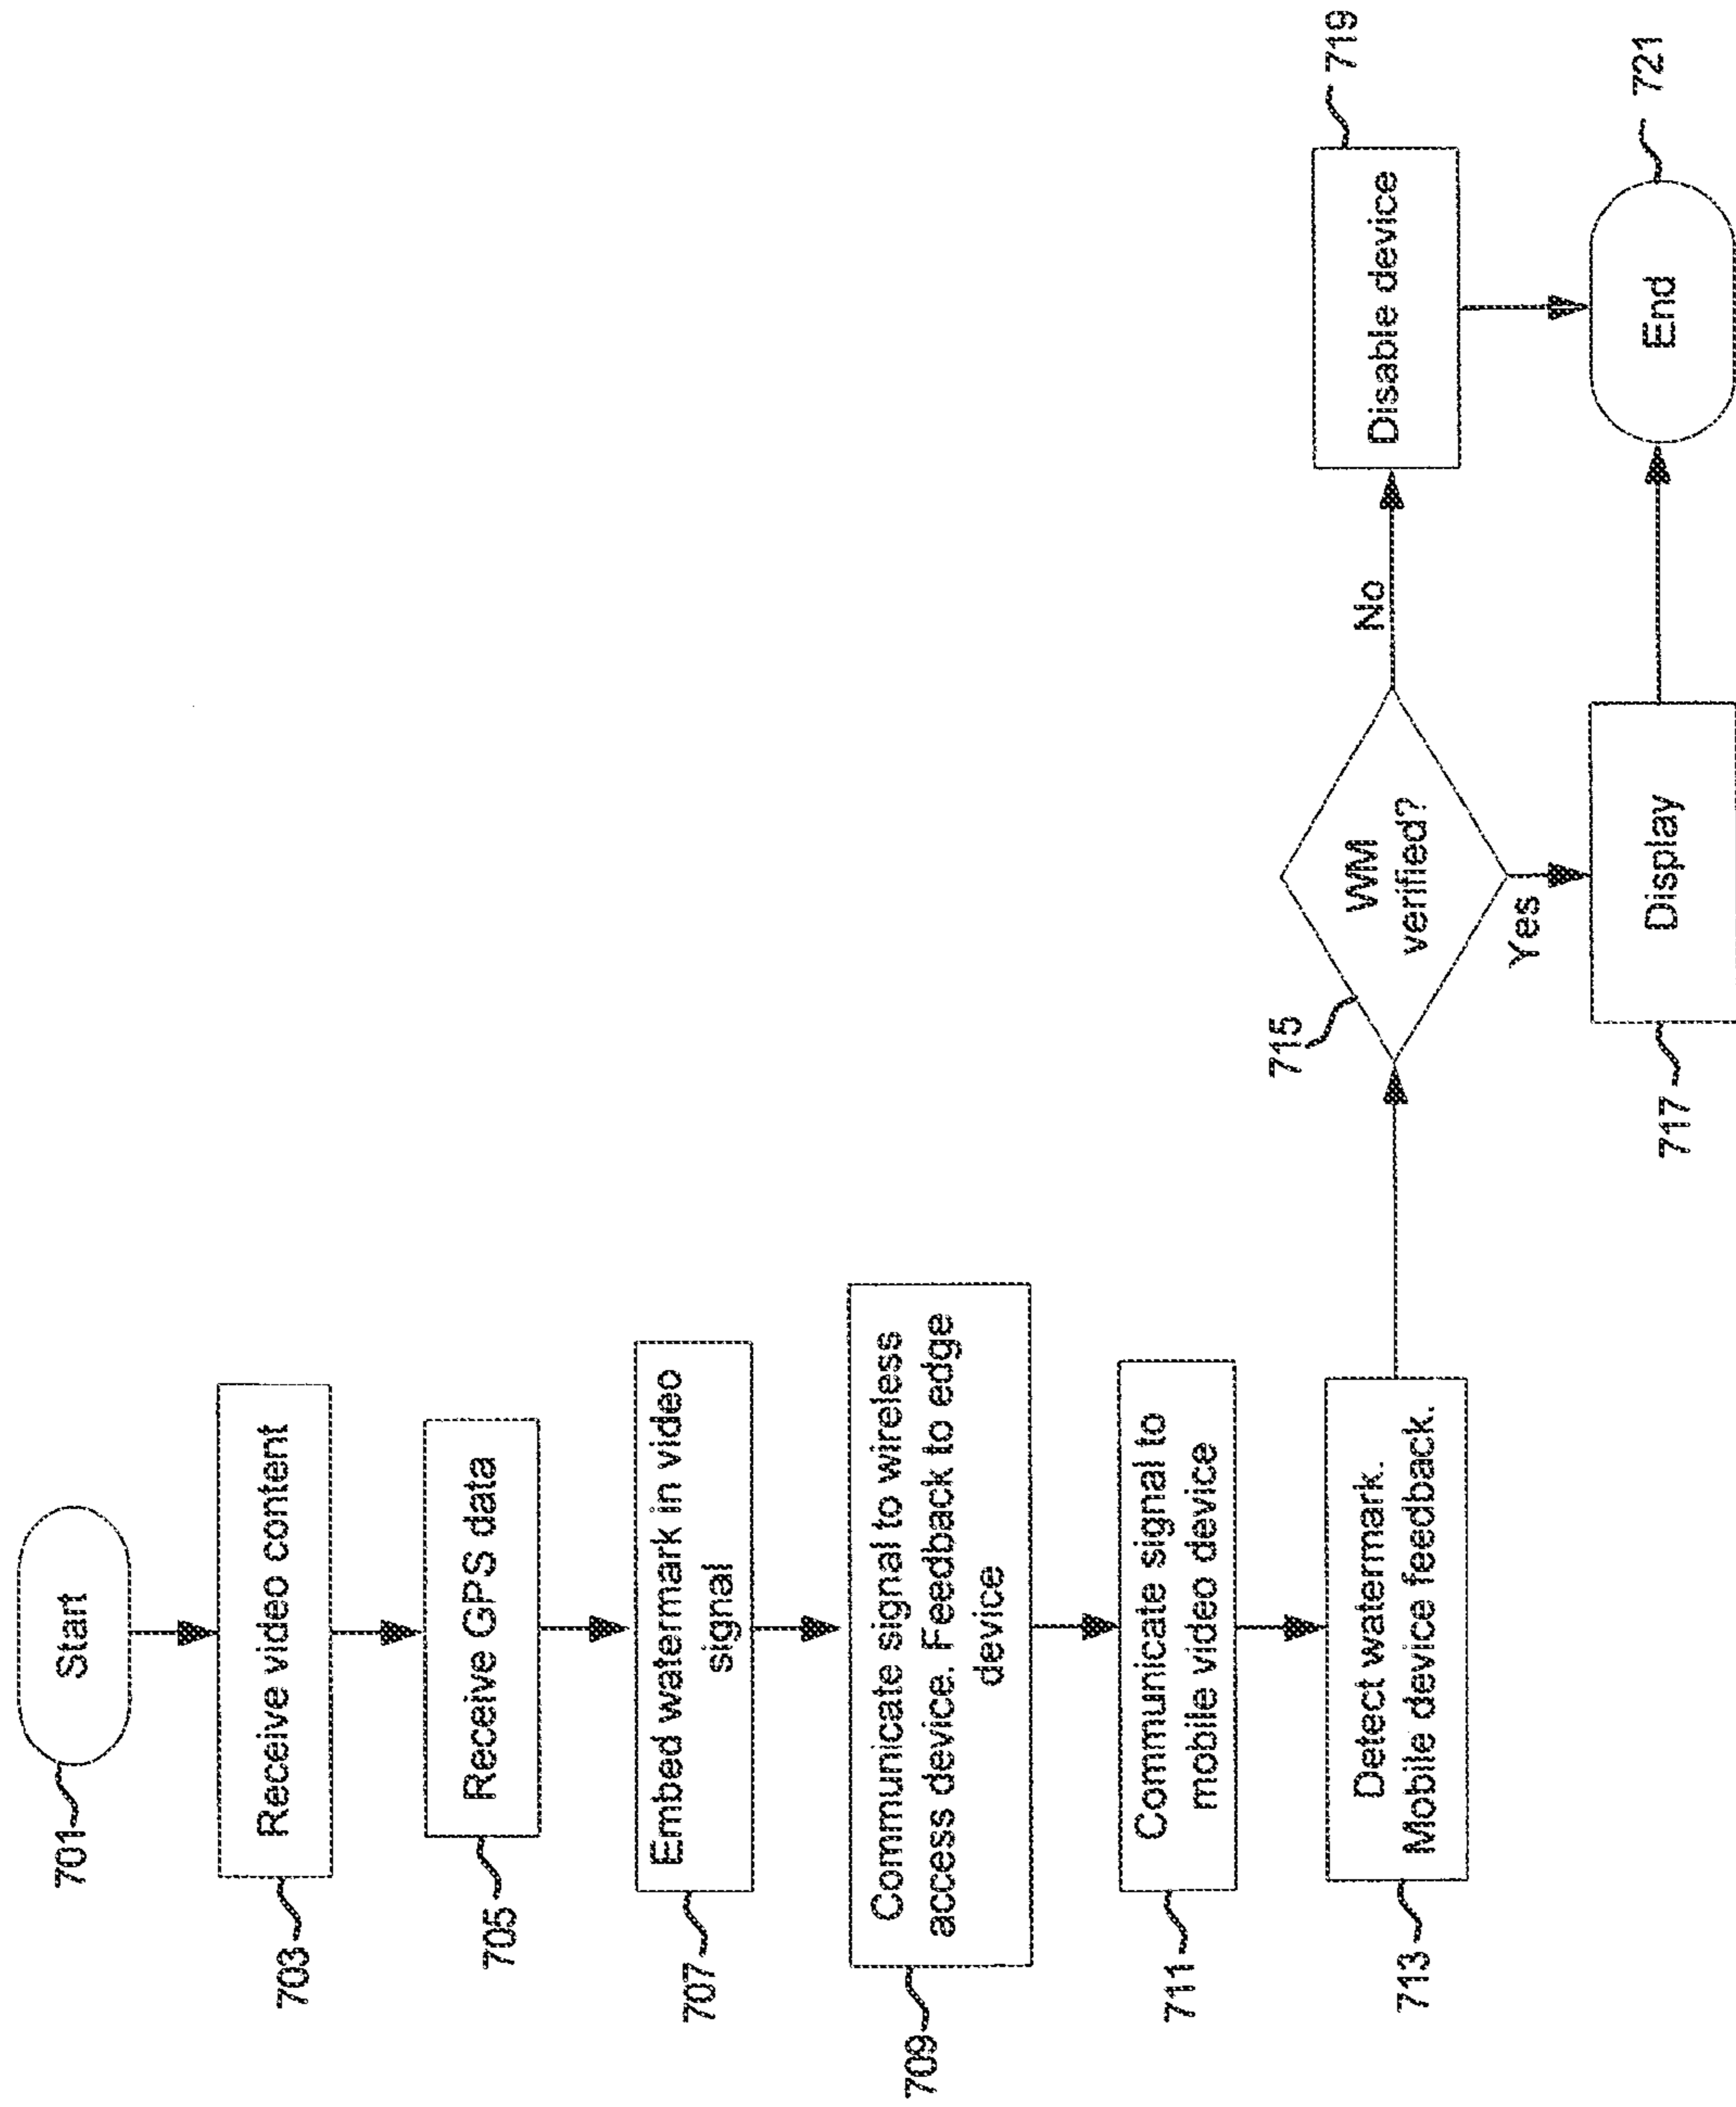 701
Start
703
Receive video content
705
Receive GPS data
707
Embed watermark in video
signal
709
Communicate signal to wireless
access device. Feedback to edge
device
711
Communicate signal to
mobile video device
713
Detect watermark.
Mobile device feedback.
715
WM
verified?
No
Yes
719
Disable device
717
Display
721
End